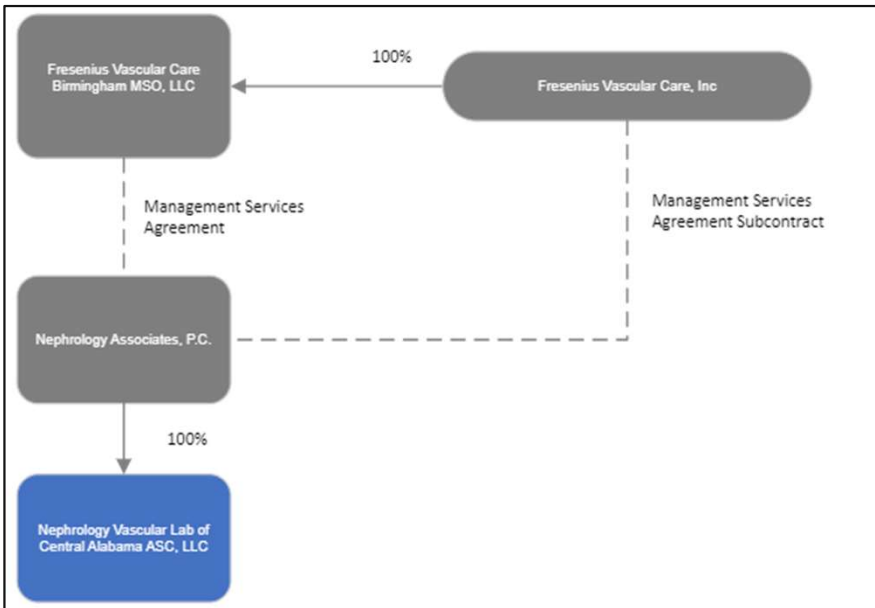 Fresenius Vascular Care
Birmingham MSO, LLC
100%
Fresenius Vascular Care, Inc
Management Services
Agreement
Management Services
Agreement Subcontract
Nephrology Associates, P.C.
100%
Nephrology Vascular Lab of
Central Alabama ASC, LLC